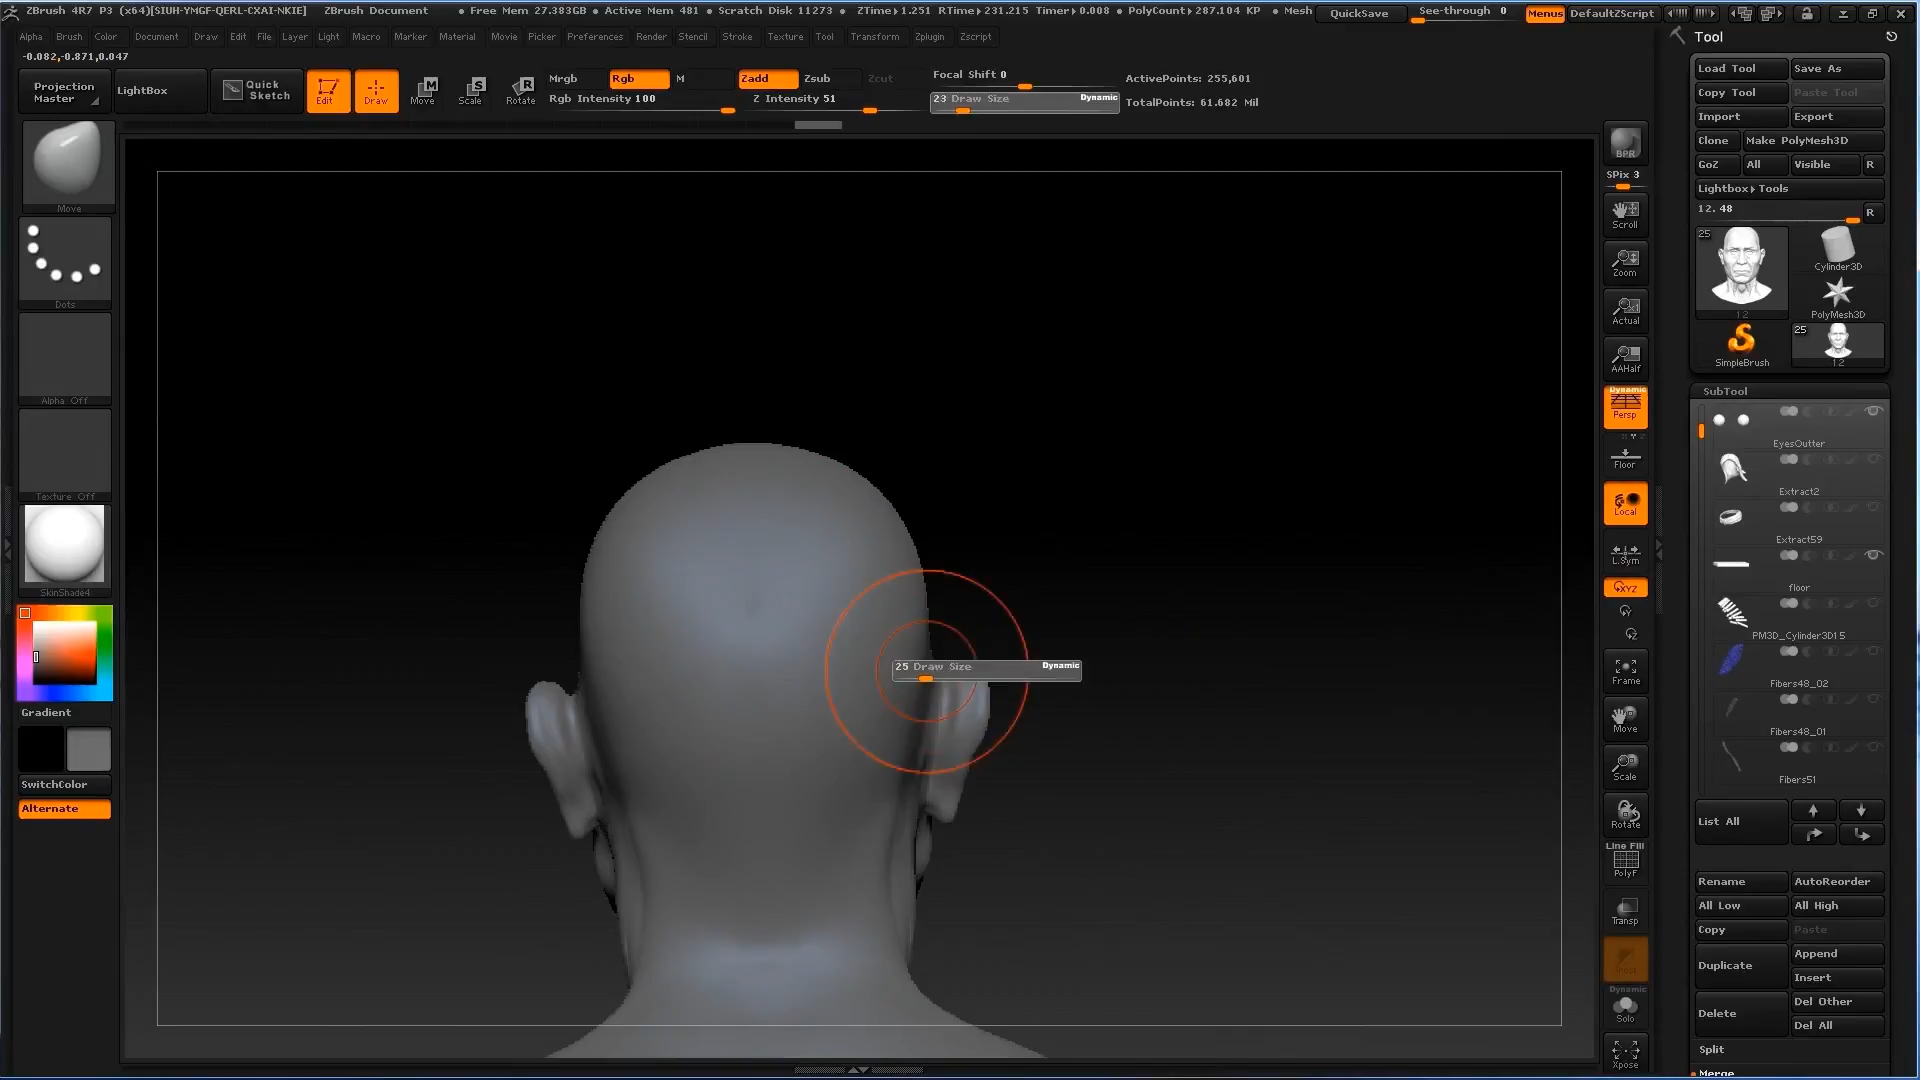 ZBrush 4R7 P3 (x64)[SIUH-YMGF-QERL-CXAI-NKIE] ZBrush Document • Free Mem 27.383GB • Active Mem 481 • Scratch Disk 11273 • ZTime▸1.251 RTime▸231.215 Timer▸0.008 • PolyCount▸287.104 KP • Mesh QuickSave See-through 0 Menus DefaultZScript
Alpha Brush Color Document Draw Edit File Layer Light Macro Marker Material Movie Picker Preferences Render Stencil Stroke Texture Tool Transform Zplugin Zscript
-0.082,-0.871,0.047
Projection Master
LightBox
Quick Sketch
Edit
Draw
Move
Scale
Rotate
Mrgb Rgb M Zadd Zsub Zcut
Rgb Intensity 100 Z Intensity 51
Focal Shift 0
23 Draw Size Dynamic
ActivePoints: 255,601
TotalPoints: 61.682 Mil
Move
Dots
Alpha Off
Texture Off
SkinShade4
Gradient
SwitchColor
Alternate
25 Draw Size Dynamic
BPR
SPix 3
Scroll
Zoom
Actual
AAHalf
Dynamic
Persp
Floor
Local
L.Sym
XYZ
Frame
Move
Scale
Rotate
Line Fill
PolyF
Transp
Dynamic
Solo
Xpose
Tool
Load Tool Save As
Copy Tool Paste Tool
Import Export
Clone Make PolyMesh3D
GoZ All Visible R
Lightbox▸Tools
12. 48 R
25
12
Cylinder3D
PolyMesh3D
SimpleBrush
25
12
SubTool
EyesOutter
Extract2
Extract59
floor
PM3D_Cylinder3D15
Fibers48_02
Fibers48_01
Fibers51
List All
Rename AutoReorder
All Low All High
Copy Paste
Duplicate Append
Insert
Delete Del Other
Del All
Split
Merge